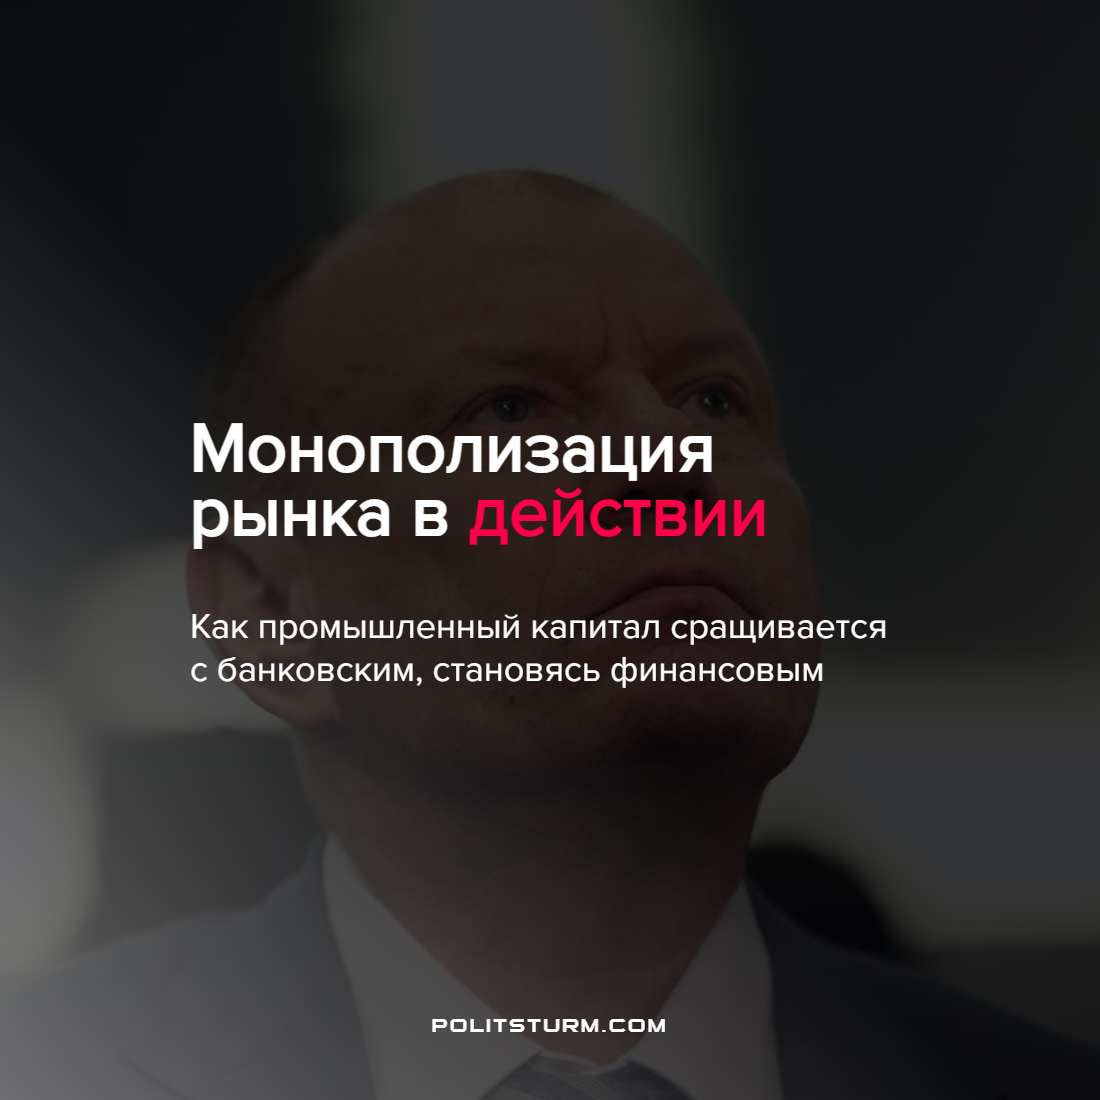 Монополизация
рынка в действии
Как промышленный капитал сращивается
с банковским, становясь финансовым
POLITSTURM.COM